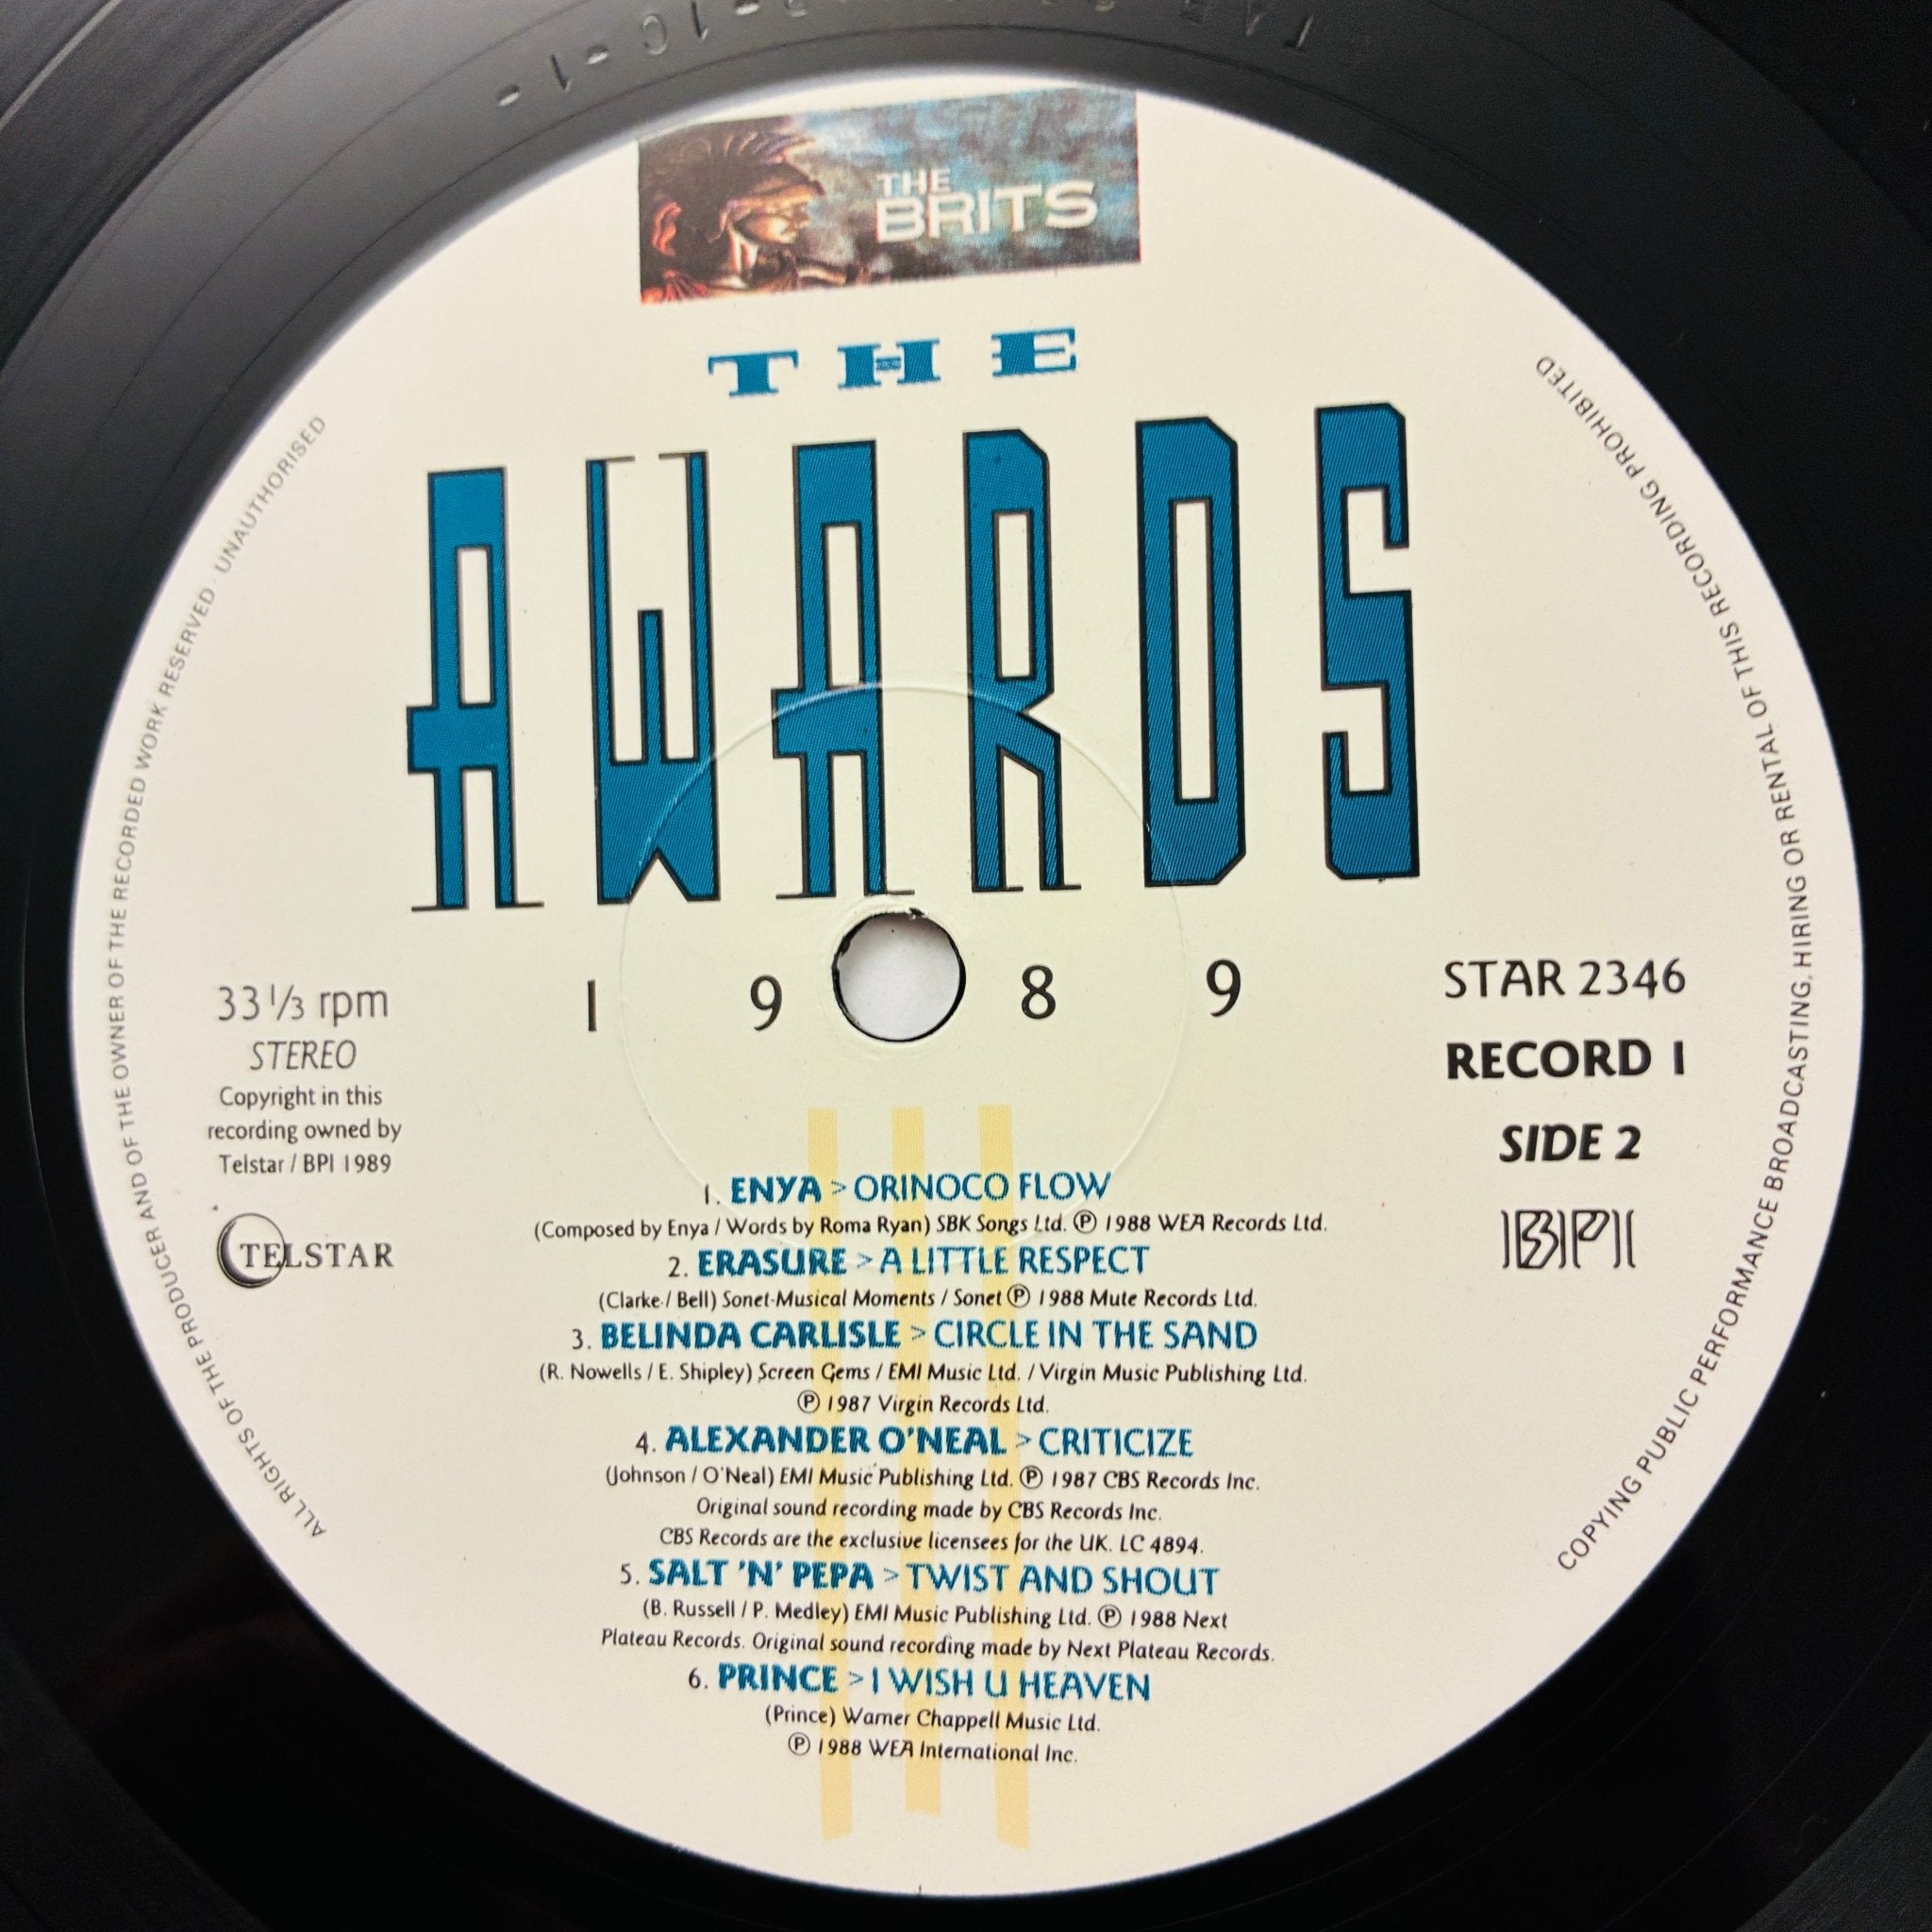 THE
BRITS
THE
AWARDS
1989
33 1/3 rpm
STEREO
Copyright in this
recording owned by
Telstar / BPI 1989
TELSTAR
STAR 2346
RECORD 1
SIDE 2
BPI
1. ENYA > ORINOCO FLOW
(Composed by Enya / Words by Roma Ryan) SBK Songs Ltd. ℗ 1988 WEA Records Ltd.
2. ERASURE > A LITTLE RESPECT
(Clarke / Bell) Sonet-Musical Moments / Sonet ℗ 1988 Mute Records Ltd.
3. BELINDA CARLISLE > CIRCLE IN THE SAND
(R. Nowells / E. Shipley) Screen Gems / EMI Music Ltd. / Virgin Music Publishing Ltd.
℗ 1987 Virgin Records Ltd.
4. ALEXANDER O'NEAL > CRITICIZE
(Johnson / O'Neal) EMI Music Publishing Ltd. ℗ 1987 CBS Records Inc.
Original sound recording made by CBS Records Inc.
CBS Records are the exclusive licensees for the UK. LC 4894.
5. SALT 'N' PEPA > TWIST AND SHOUT
(B. Russell / P. Medley) EMI Music Publishing Ltd. ℗ 1988 Next
Plateau Records. Original sound recording made by Next Plateau Records.
6. PRINCE > I WISH U HEAVEN
(Prince) Warner Chappell Music Ltd.
℗ 1988 WEA International Inc.
ALL RIGHTS OF THE PRODUCER AND OF THE OWNER OF THE RECORDED WORK RESERVED · UNAUTHORISED
COPYING PUBLIC PERFORMANCE BROADCASTING, HIRING OR RENTAL OF THIS RECORDING PROHIBITED